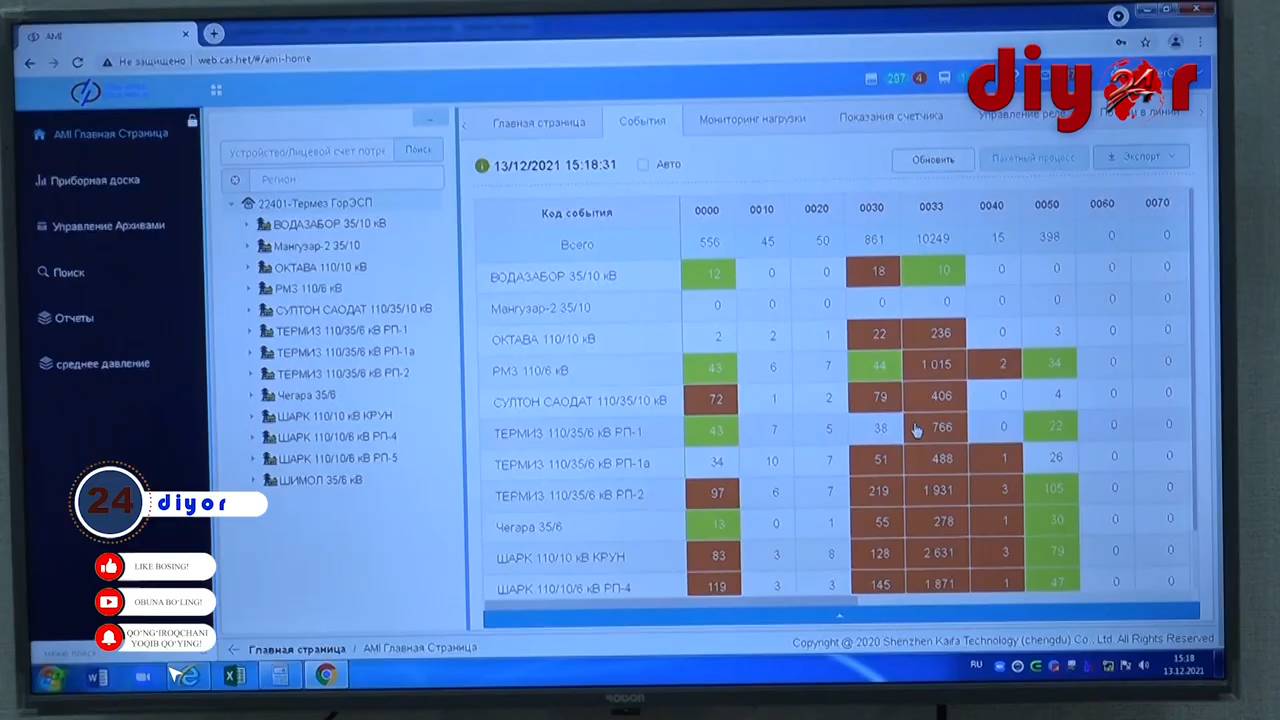 AMI
Не защищено | web.cas.het/#/ami-home
diyor
24
207 4
AMI Главная Страница
Приборная доска
Управление Архивами
Поиск
Отчеты
среднее давление
Устройство/Лицевой счет потре Поиск
Регион
22401-Термез ГорЭСП
ВОДАЗАБОР 35/10 кВ
Мангузар-2 35/10
ОКТАВА 110/10 кВ
РМЗ 110/6 кВ
СУЛТОН САОДАТ 110/35/10 кВ
ТЕРМИЗ 110/35/6 кВ РП-1
ТЕРМИЗ 110/35/6 кВ РП-1а
ТЕРМИЗ 110/35/6 кВ РП-2
Чегара 35/6
ШАРК 110/10 кВ КРУН
ШАРК 110/10/6 кВ РП-4
ШАРК 110/10/6 кВ РП-5
ШИМОЛ 35/6 кВ
Главная страница События Мониторинг нагрузки Показания счетчика Управление реле в линии
13/12/2021 15:18:31 Авто Обновить Пакетный процесс Экспорт
Код события 0000 0010 0020 0030 0033 0040 0050 0060 0070
Всего 556 45 50 861 10249 15 398 0 0
ВОДАЗАБОР 35/10 кВ 12 0 0 18 10 0 0 0 0
Мангузар-2 35/10 0 0 0 0 0 0 0 0 0
ОКТАВА 110/10 кВ 2 2 1 22 236 0 3 0 0
РМЗ 110/6 кВ 43 6 7 44 1 015 2 34 0 0
СУЛТОН САОДАТ 110/35/10 кВ 72 1 2 79 406 0 4 0 0
ТЕРМИЗ 110/35/6 кВ РП-1 43 7 5 38 766 0 22 0 0
ТЕРМИЗ 110/35/6 кВ РП-1а 34 10 7 51 488 1 26 0 0
ТЕРМИЗ 110/35/6 кВ РП-2 97 6 7 219 1 931 3 105 0 0
Чегара 35/6 13 0 1 55 278 1 30 0 0
ШАРК 110/10 кВ КРУН 83 3 8 128 2 631 3 79 0 0
ШАРК 110/10/6 кВ РП-4 119 3 3 145 1 871 1 47 0 0
24 diyor
LIKE BOSING!
OBUNA BO'LING!
QO'NG'IROQCHANI
YOQIB QO'YING!
Главная страница / AMI Главная Страница
Copyright @ 2020 Shenzhen Kaifa Technology (chengdu) Co., Ltd. All Rights Reserved
RU 15:18
13.12.2021